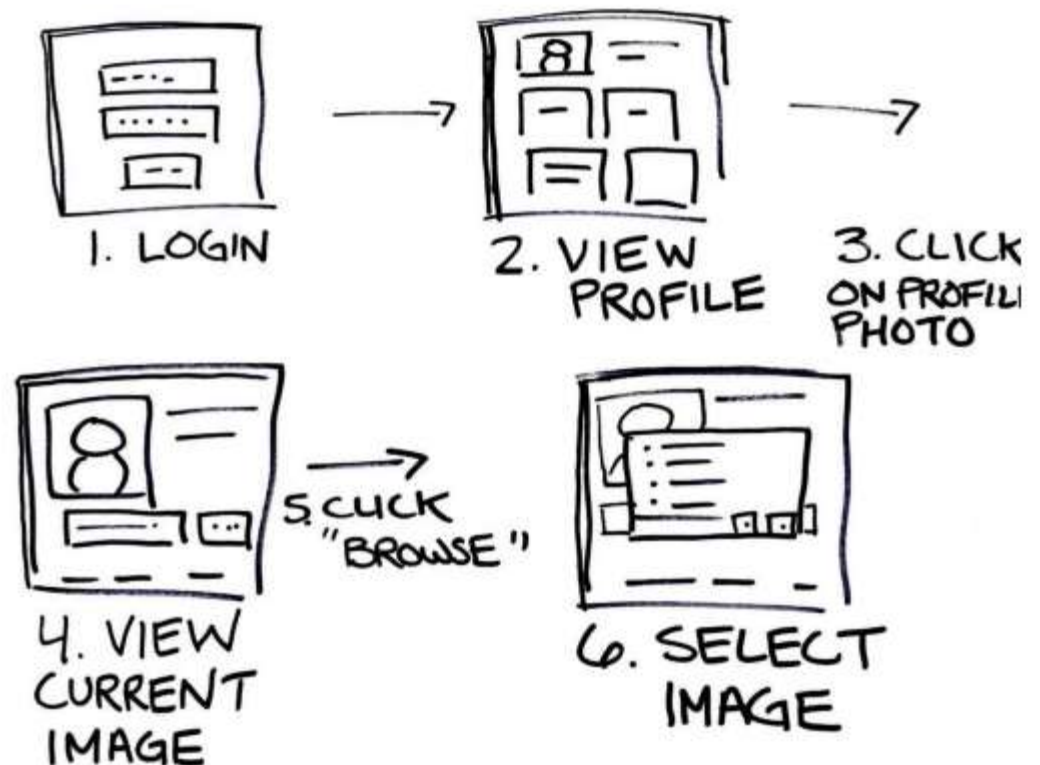 1. LOGIN
2. VIEW
PROFILE
3. CLICK
ON PROFIL
PHOTO
4. VIEW
CURRENT
IMAGE
5. CLICK
"BROWSE"
6. SELECT
IMAGE